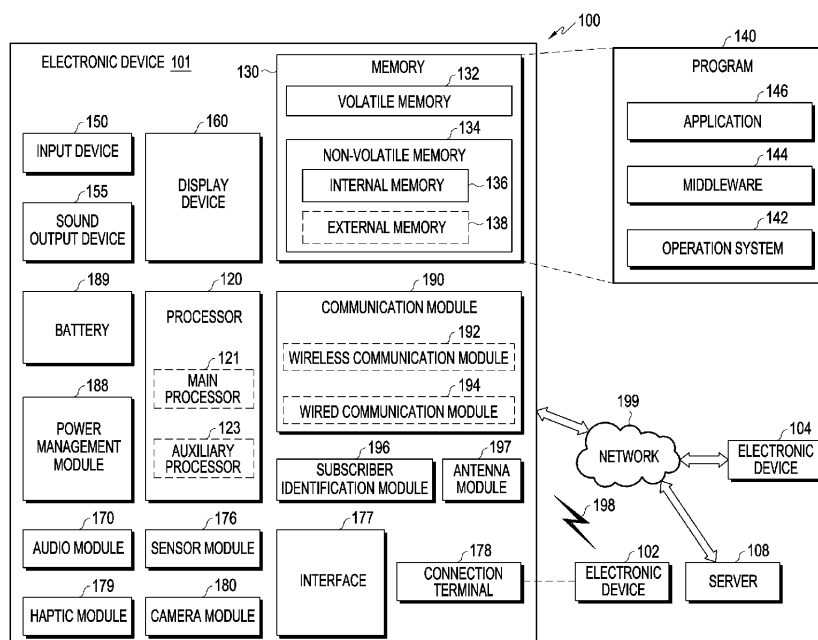 100
ELECTRONIC DEVICE 101
130
MEMORY
132
VOLATILE MEMORY
134
NON-VOLATILE MEMORY
INTERNAL MEMORY
136
EXTERNAL MEMORY
138
140
PROGRAM
146
APPLICATION
144
MIDDLEWARE
142
OPERATION SYSTEM
150
INPUT DEVICE
160
DISPLAY
DEVICE
155
SOUND
OUTPUT DEVICE
189
BATTERY
120
PROCESSOR
121
MAIN
PROCESSOR
123
AUXILIARY
PROCESSOR
190
COMMUNICATION MODULE
192
WIRELESS COMMUNICATION MODULE
194
WIRED COMMUNICATION MODULE
188
POWER
MANAGEMENT
MODULE
196
SUBSCRIBER
IDENTIFICATION MODULE
197
ANTENNA
MODULE
199
NETWORK
104
ELECTRONIC
DEVICE
198
170
AUDIO MODULE
176
SENSOR MODULE
177
INTERFACE
178
CONNECTION
TERMINAL
102
ELECTRONIC
DEVICE
108
SERVER
179
HAPTIC MODULE
180
CAMERA MODULE